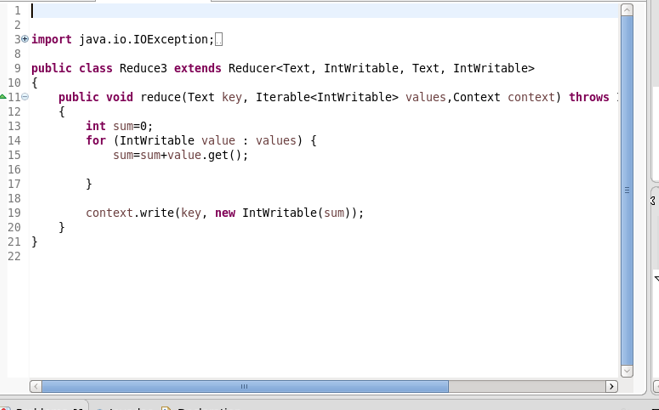 1
2
3 import java.io.IOException;
8
9 public class Reduce3 extends Reducer<Text, IntWritable, Text, IntWritable>
10 {
11 public void reduce(Text key, Iterable<IntWritable> values,Context context) throws
12 {
13 int sum=0;
14 for (IntWritable value : values) {
15 sum=sum+value.get();
16
17 }
18
19 context.write(key, new IntWritable(sum));
20 }
21 }
22